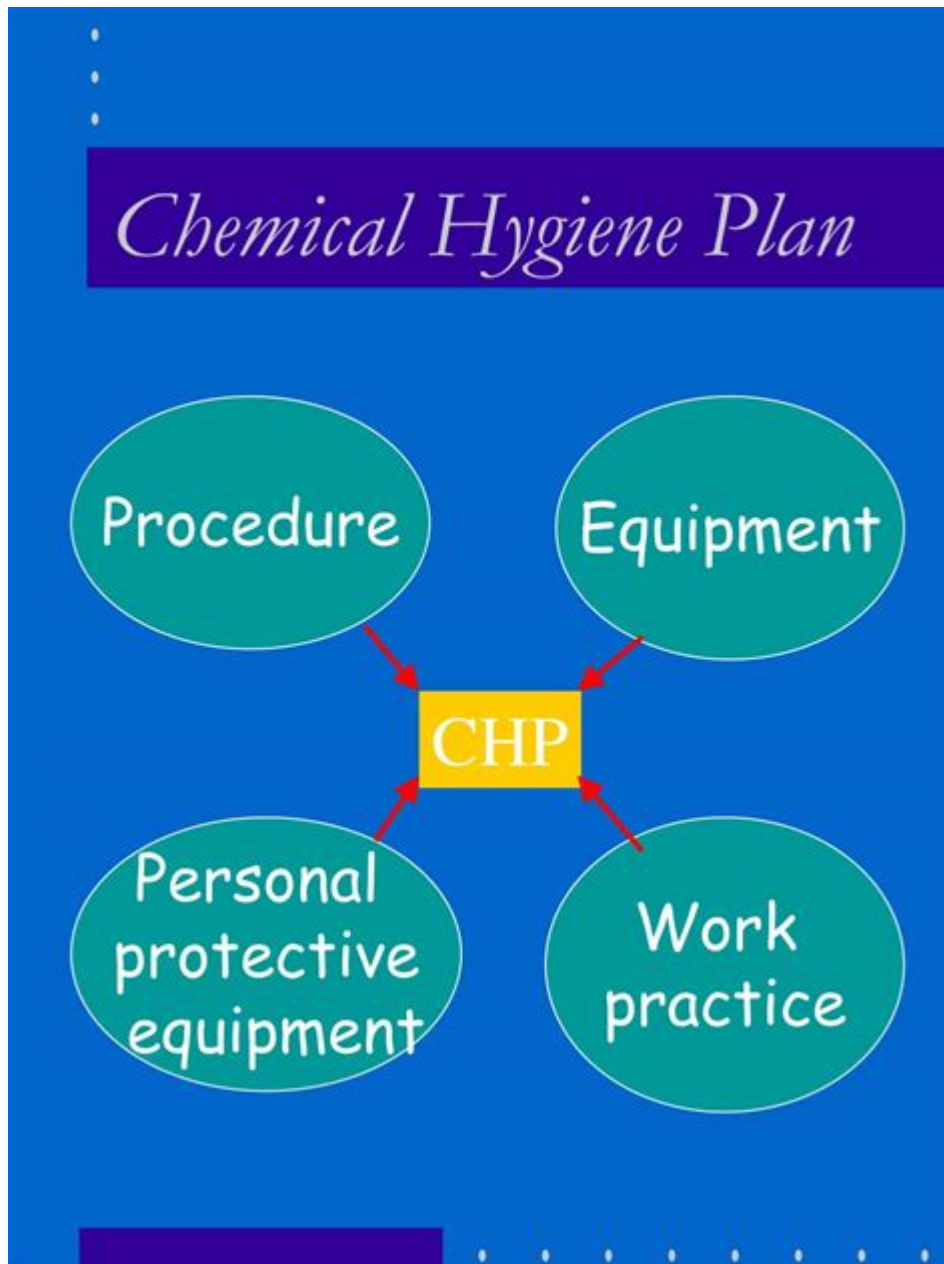 Chemical Hygiene Plan
Procedure
Equipment
CHP
Personal
protective
equipment
Work
practice